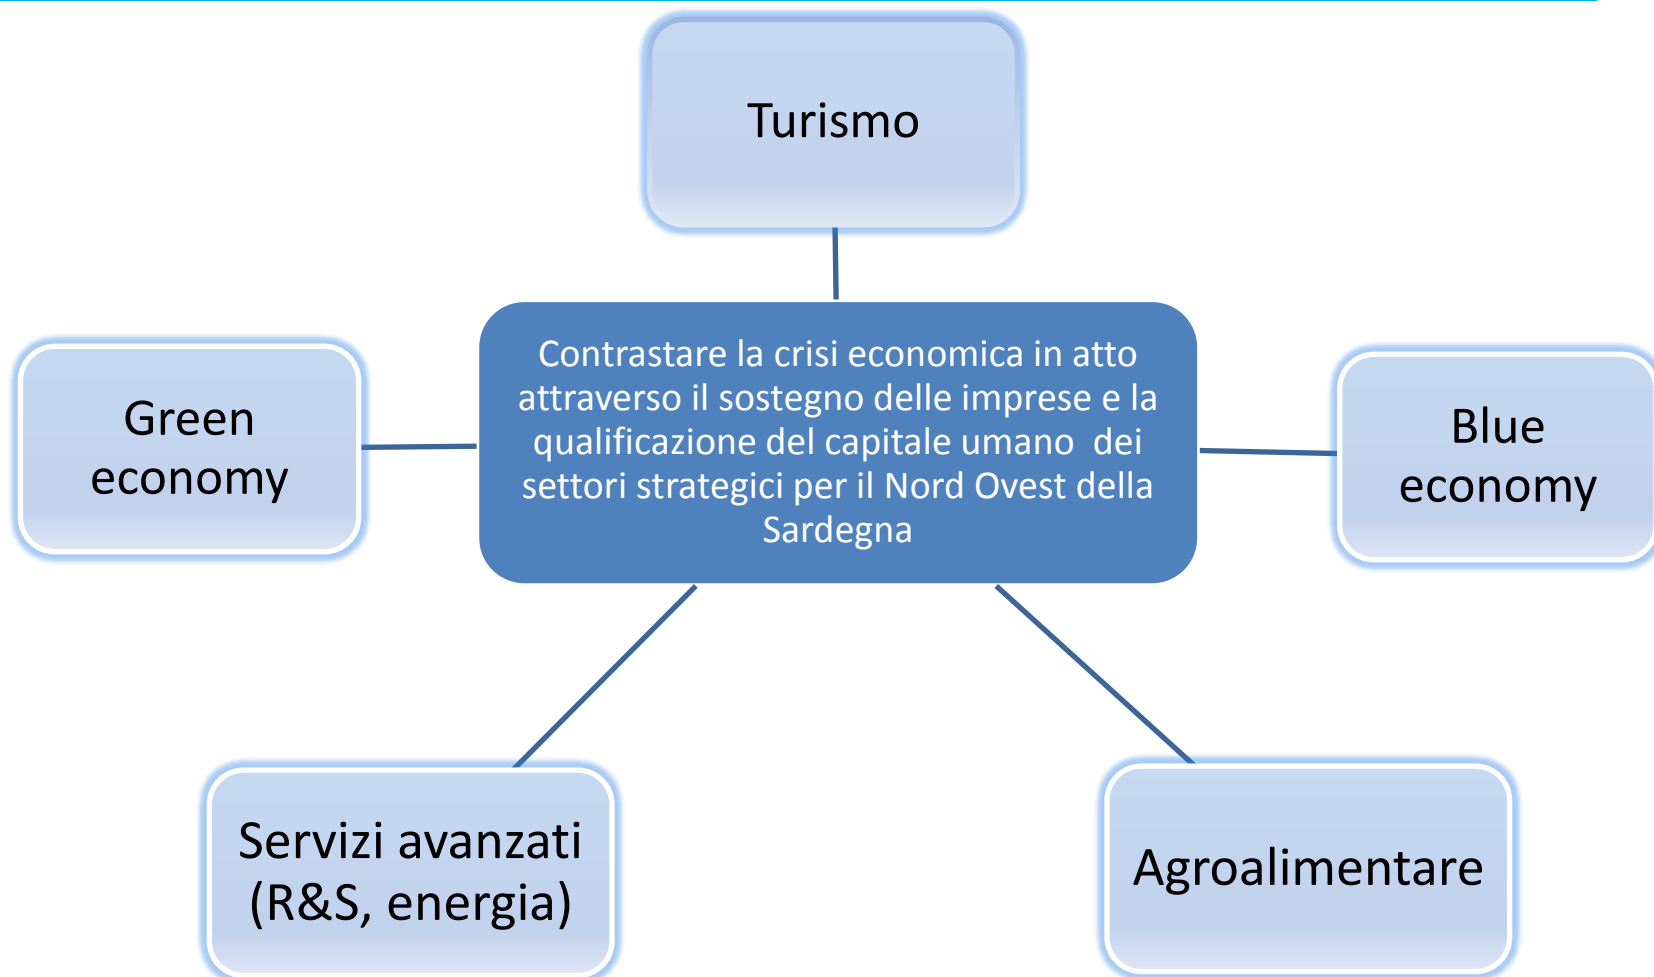 Turismo
Contrastare la crisi economica in atto
attraverso il sostegno delle imprese e la
qualificazione del capitale umano dei
settori strategici per il Nord Ovest della
Sardegna
Green
economy
Blue
economy
Servizi avanzati
(R&S, energia)
Agroalimentare